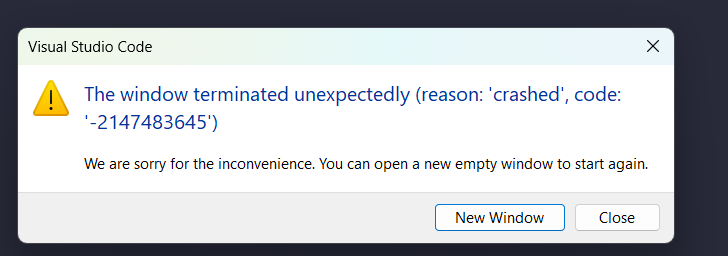 Visual Studio Code
The window terminated unexpectedly (reason: 'crashed', code:
'-2147483645')
We are sorry for the inconvenience. You can open a new empty window to start again.
New Window
Close